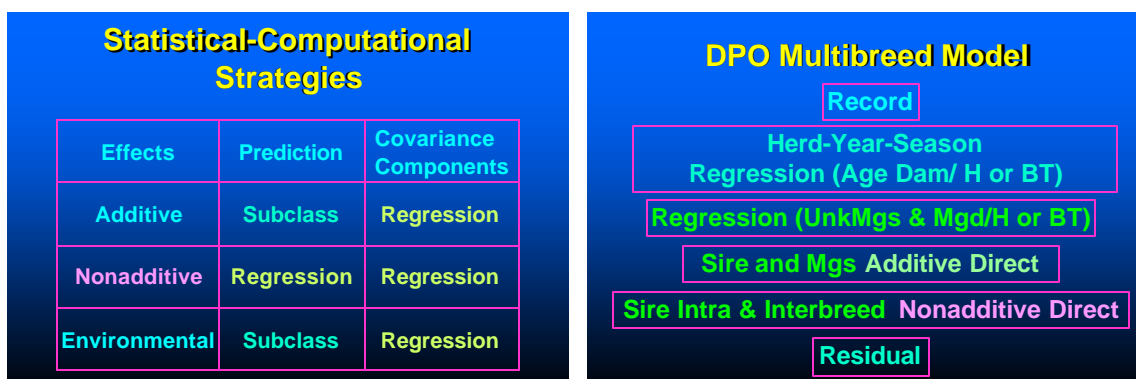 Statistical-Computational
Strategies
Effects Prediction Covariance
Components
Additive Subclass Regression
Nonadditive Regression Regression
Environmental Subclass Regression
DPO Multibreed Model
Record
Herd-Year-Season
Regression (Age Dam/ H or BT)
Regression (UnkMgs & Mgd/H or BT)
Sire and Mgs Additive Direct
Sire Intra & Interbreed Nonadditive Direct
Residual